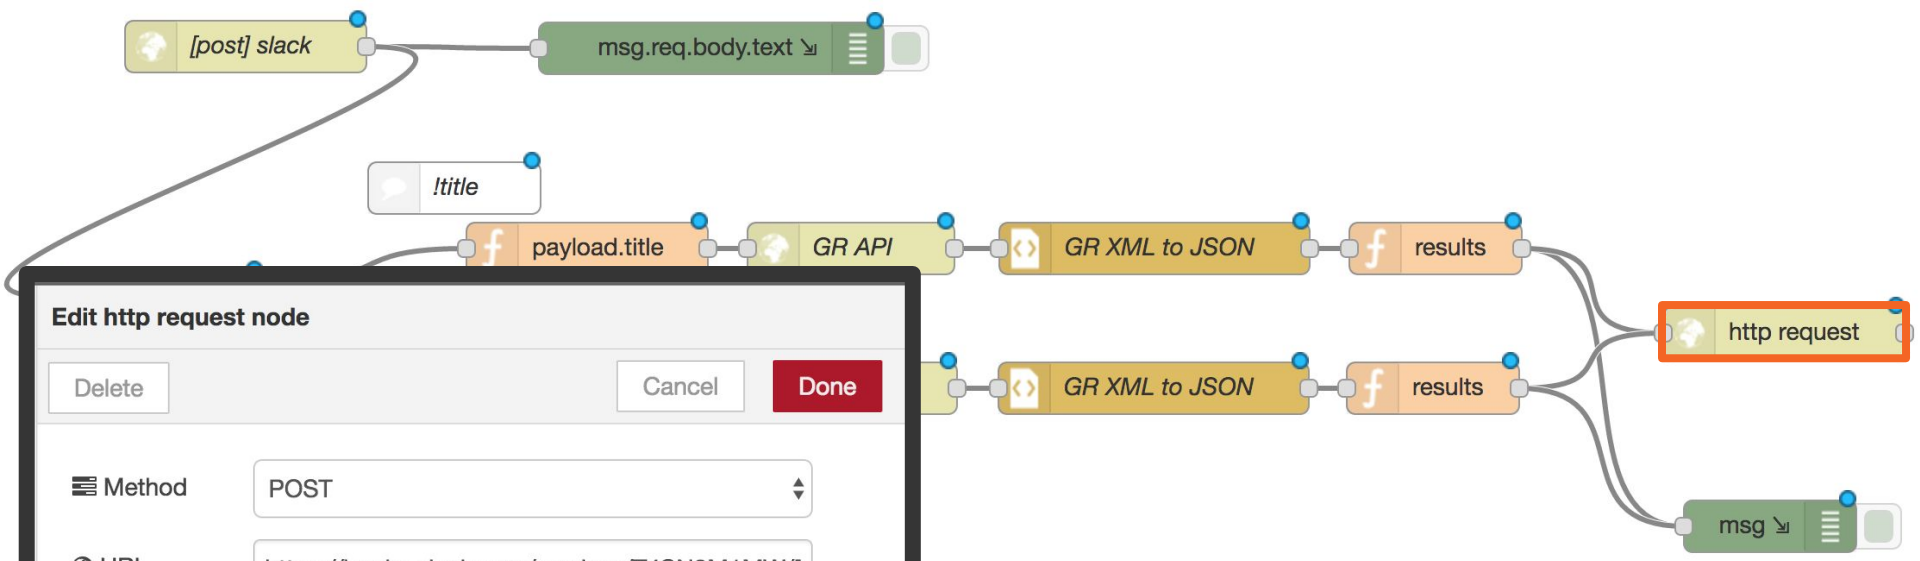 [post] slack
msg.req.body.text
!title
payload.title
GR API
GR XML to JSON
results
http request
Edit http request node
Delete
Cancel
Done
GR XML to JSON
results
Method
POST
msg